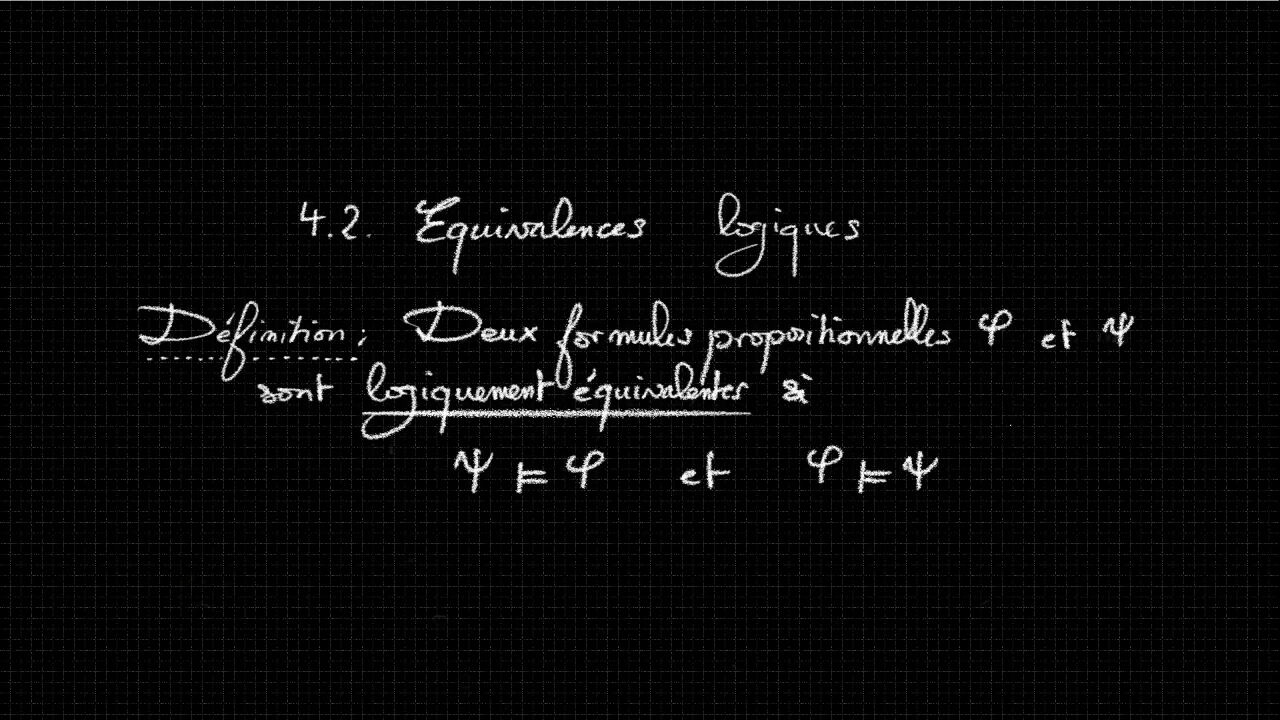 4.2. Equivalences logiques
Définition : Deux formules propositionnelles φ et ψ
sont logiquement équivalentes si
ψ ⊨ φ et φ ⊨ ψ